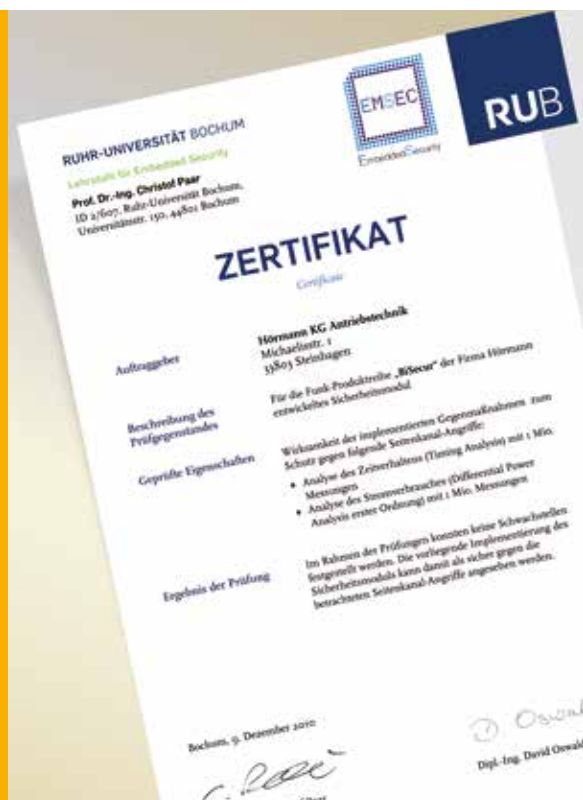 RUHR-UNIVERSITÄT BOCHUM
Lehrstuhl für Embedded Security
Prof. Dr.-Ing. Christof Paar
ID 2/607, Ruhr-Universität Bochum,
Universitätsstr. 150, 44801 Bochum
EMSEC
Embedded Security
RUB
ZERTIFIKAT
Certificate
Auftraggeber
Hörmann KG Antriebstechnik
Michaelisstr. 1
33803 Steinhagen
Beschreibung des
Prüfgegenstandes
Für die Funk-Produktreihe „BiSecur" der Firma Hörmann
entwickeltes Sicherheitsmodul
Geprüfte Eigenschaften
Wirksamkeit der implementierten Gegenmaßnahmen zum
Schutz gegen folgende Seitenkanal-Angriffe:
• Analyse des Zeitverhaltens (Timing Analysis) mit 1 Mio.
Messungen
• Analyse des Stromverbrauches (Differential Power
Analysis erster Ordnung) mit 1 Mio. Messungen
Ergebnis der Prüfung
Im Rahmen der Prüfungen konnten keine Schwachstellen
festgestellt werden. Die vorliegende Implementierung des
Sicherheitsmoduls kann damit als sicher gegen die
betrachteten Seitenkanal-Angriffe angesehen werden.
Bochum, 9. Dezember 2010
D. Oswal
Dipl.-Ing. David Oswald